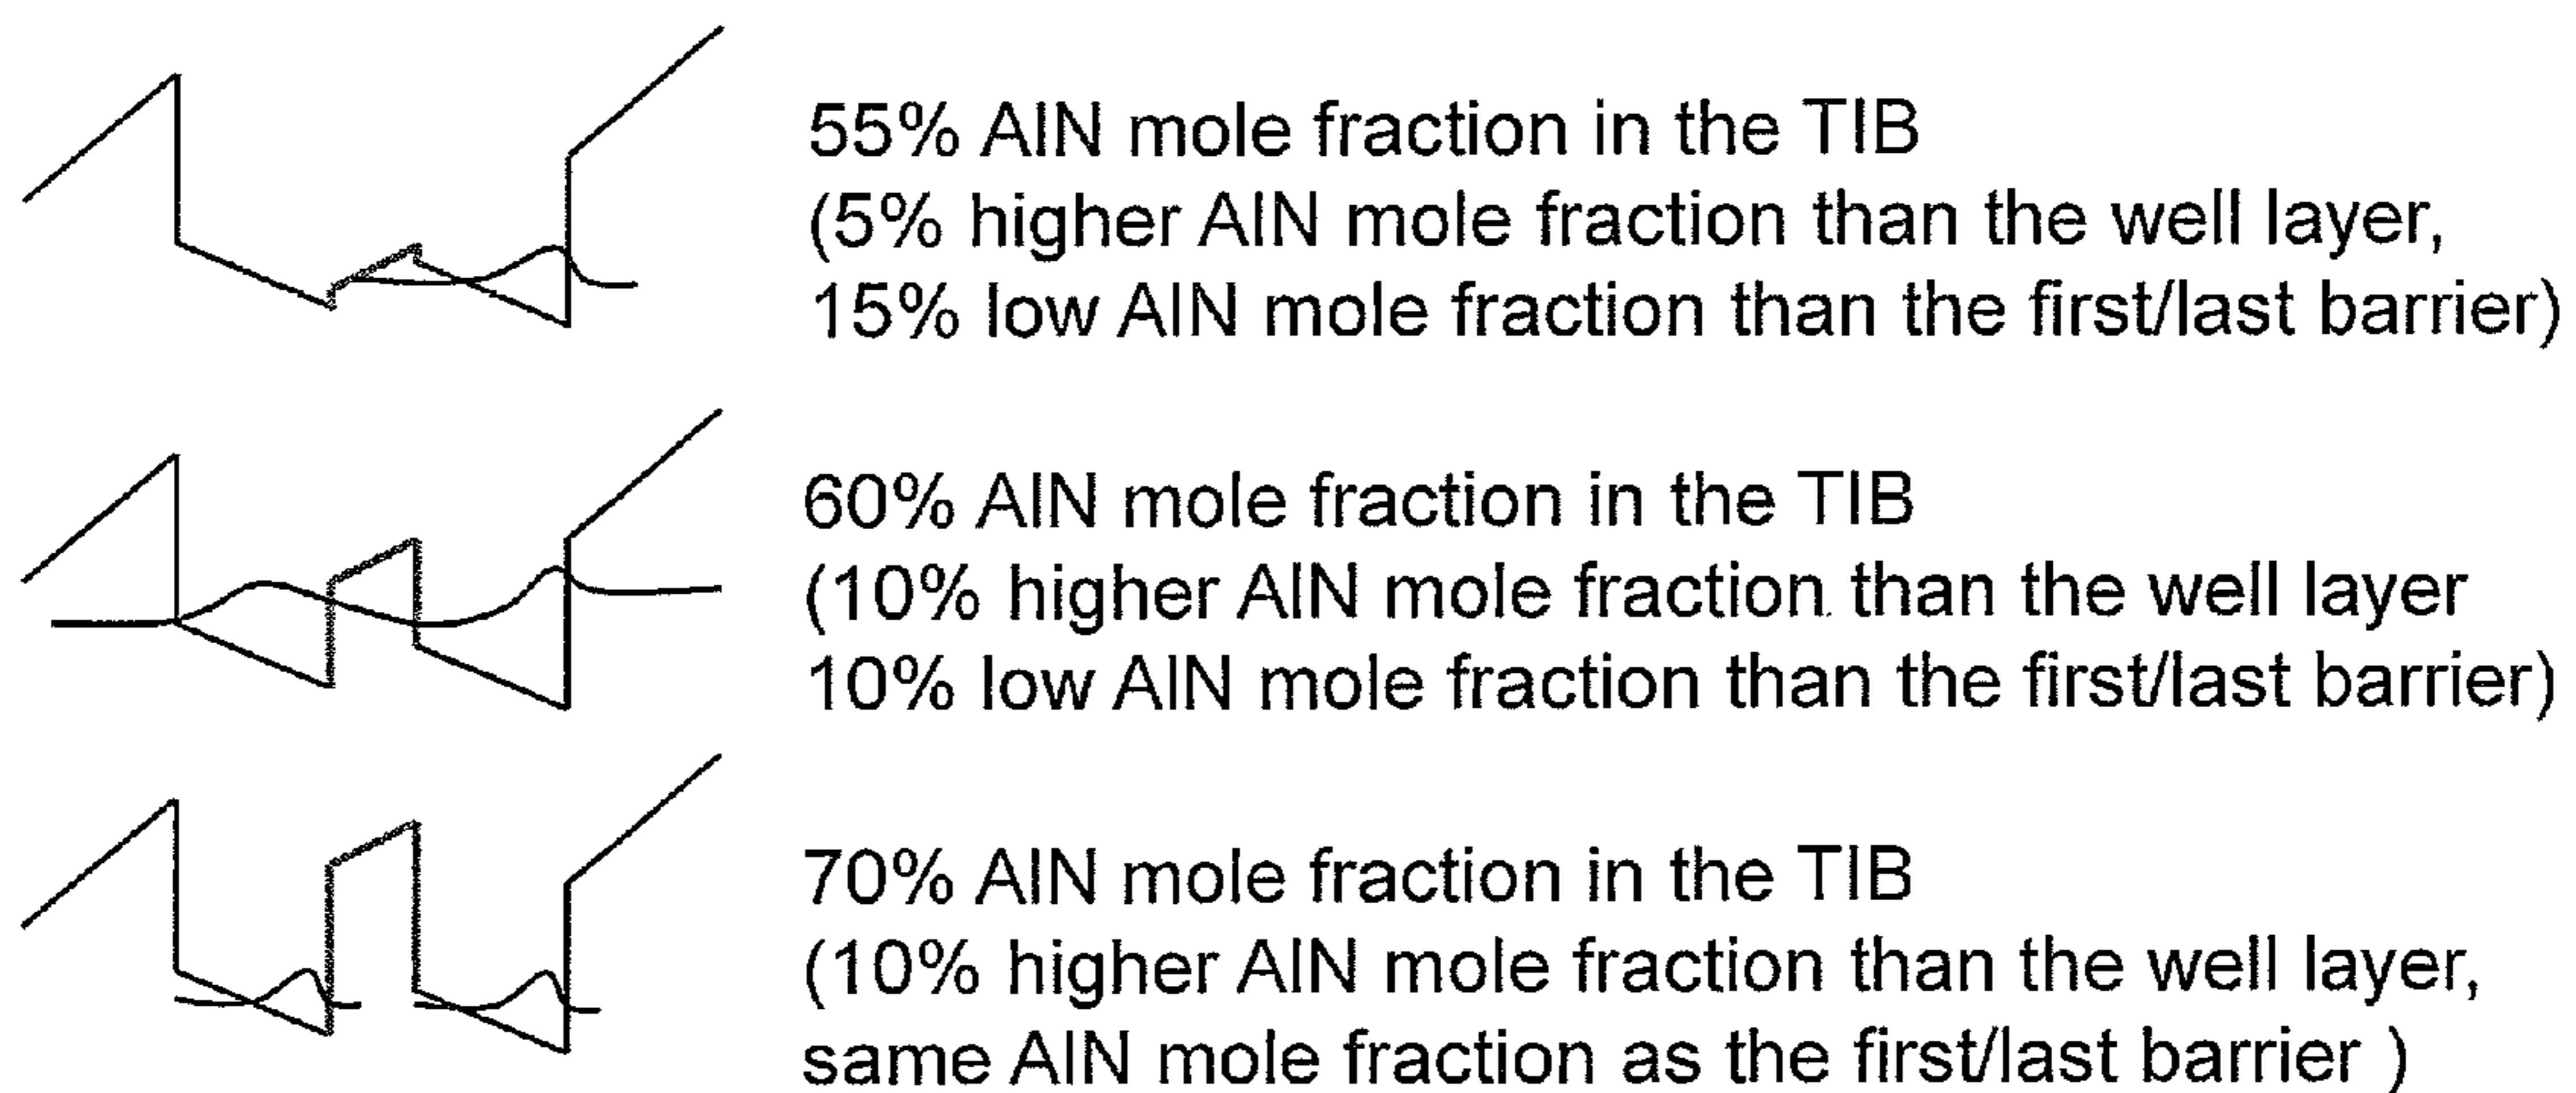 55% AlN mole fraction in the TIB
(5% higher AlN mole fraction than the well layer,
15% low AlN mole fraction than the first/last barrier)
60% AlN mole fraction in the TIB
(10% higher AlN mole fraction than the well layer
10% low AlN mole fraction than the first/last barrier)
70% AlN mole fraction in the TIB
(10% higher AlN mole fraction than the well layer,
same AlN mole fraction as the first/last barrier )